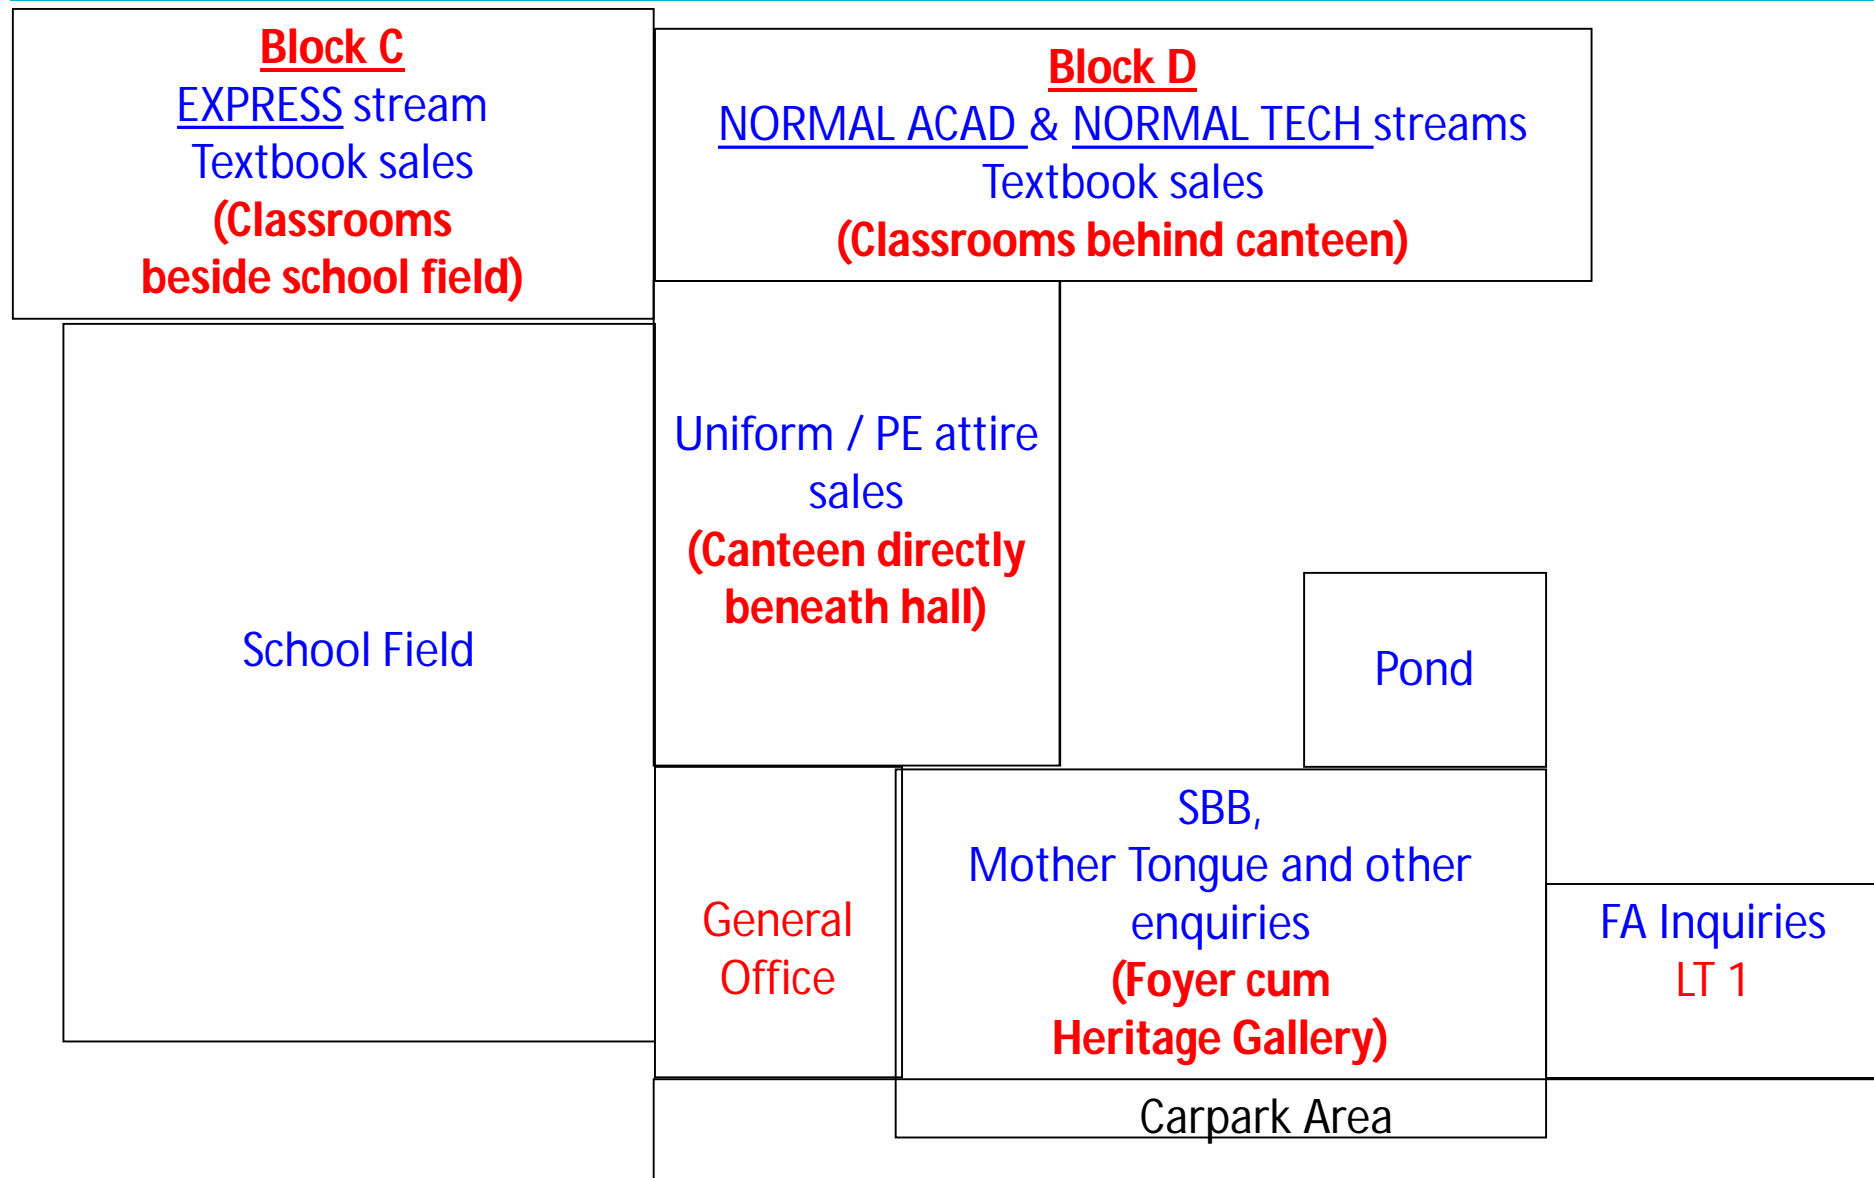 Block C
EXPRESS stream
Textbook sales
(Classrooms
beside school field)
Block D
NORMAL ACAD & NORMAL TECH streams
Textbook sales
(Classrooms behind canteen)
Uniform / PE attire
sales
(Canteen directly
beneath hall)
School Field
Pond
General
Office
SBB,
Mother Tongue and other
enquiries
(Foyer cum
Heritage Gallery)
FA Inquiries
LT 1
Carpark Area